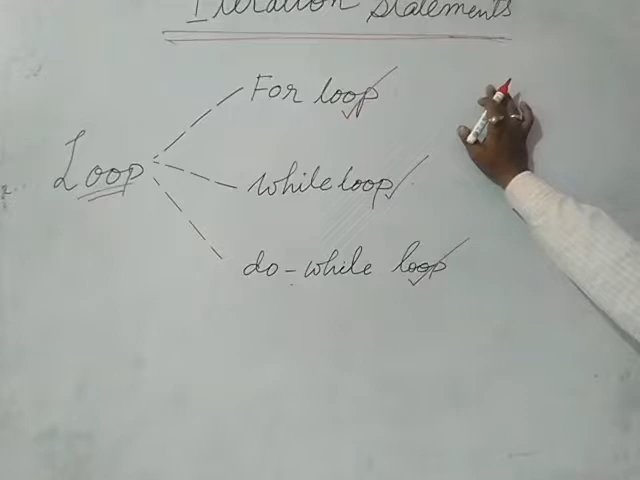 Iteration Statements
For loop
Loop
while loop
do-while loop